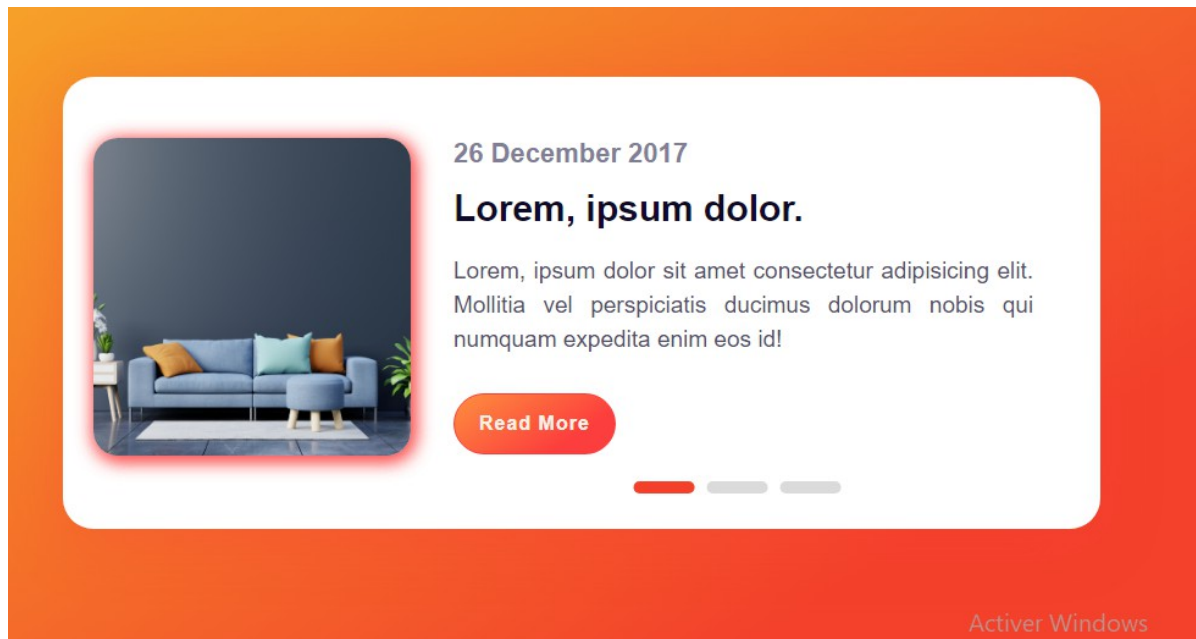 26 December 2017
Lorem, ipsum dolor.
Lorem, ipsum dolor sit amet consectetur adipisicing elit.
Mollitia vel perspiciatis ducimus dolorum nobis qui
numquam expedita enim eos id!
Read More
Activer Windows